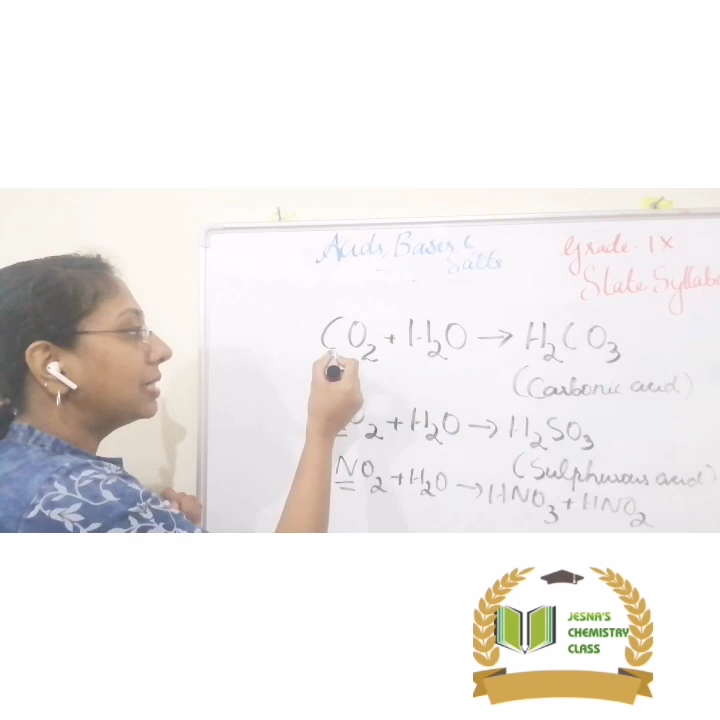 Acids, Bases &
Salts
Grade - IX
State Syllabu
CO2 + H2O → H2CO3
(Carbonic acid)
O2 + H2O → H2SO3
(Sulphurous acid)
NO2 + H2O → HNO3 + HNO2
JESNA'S
CHEMISTRY
CLASS